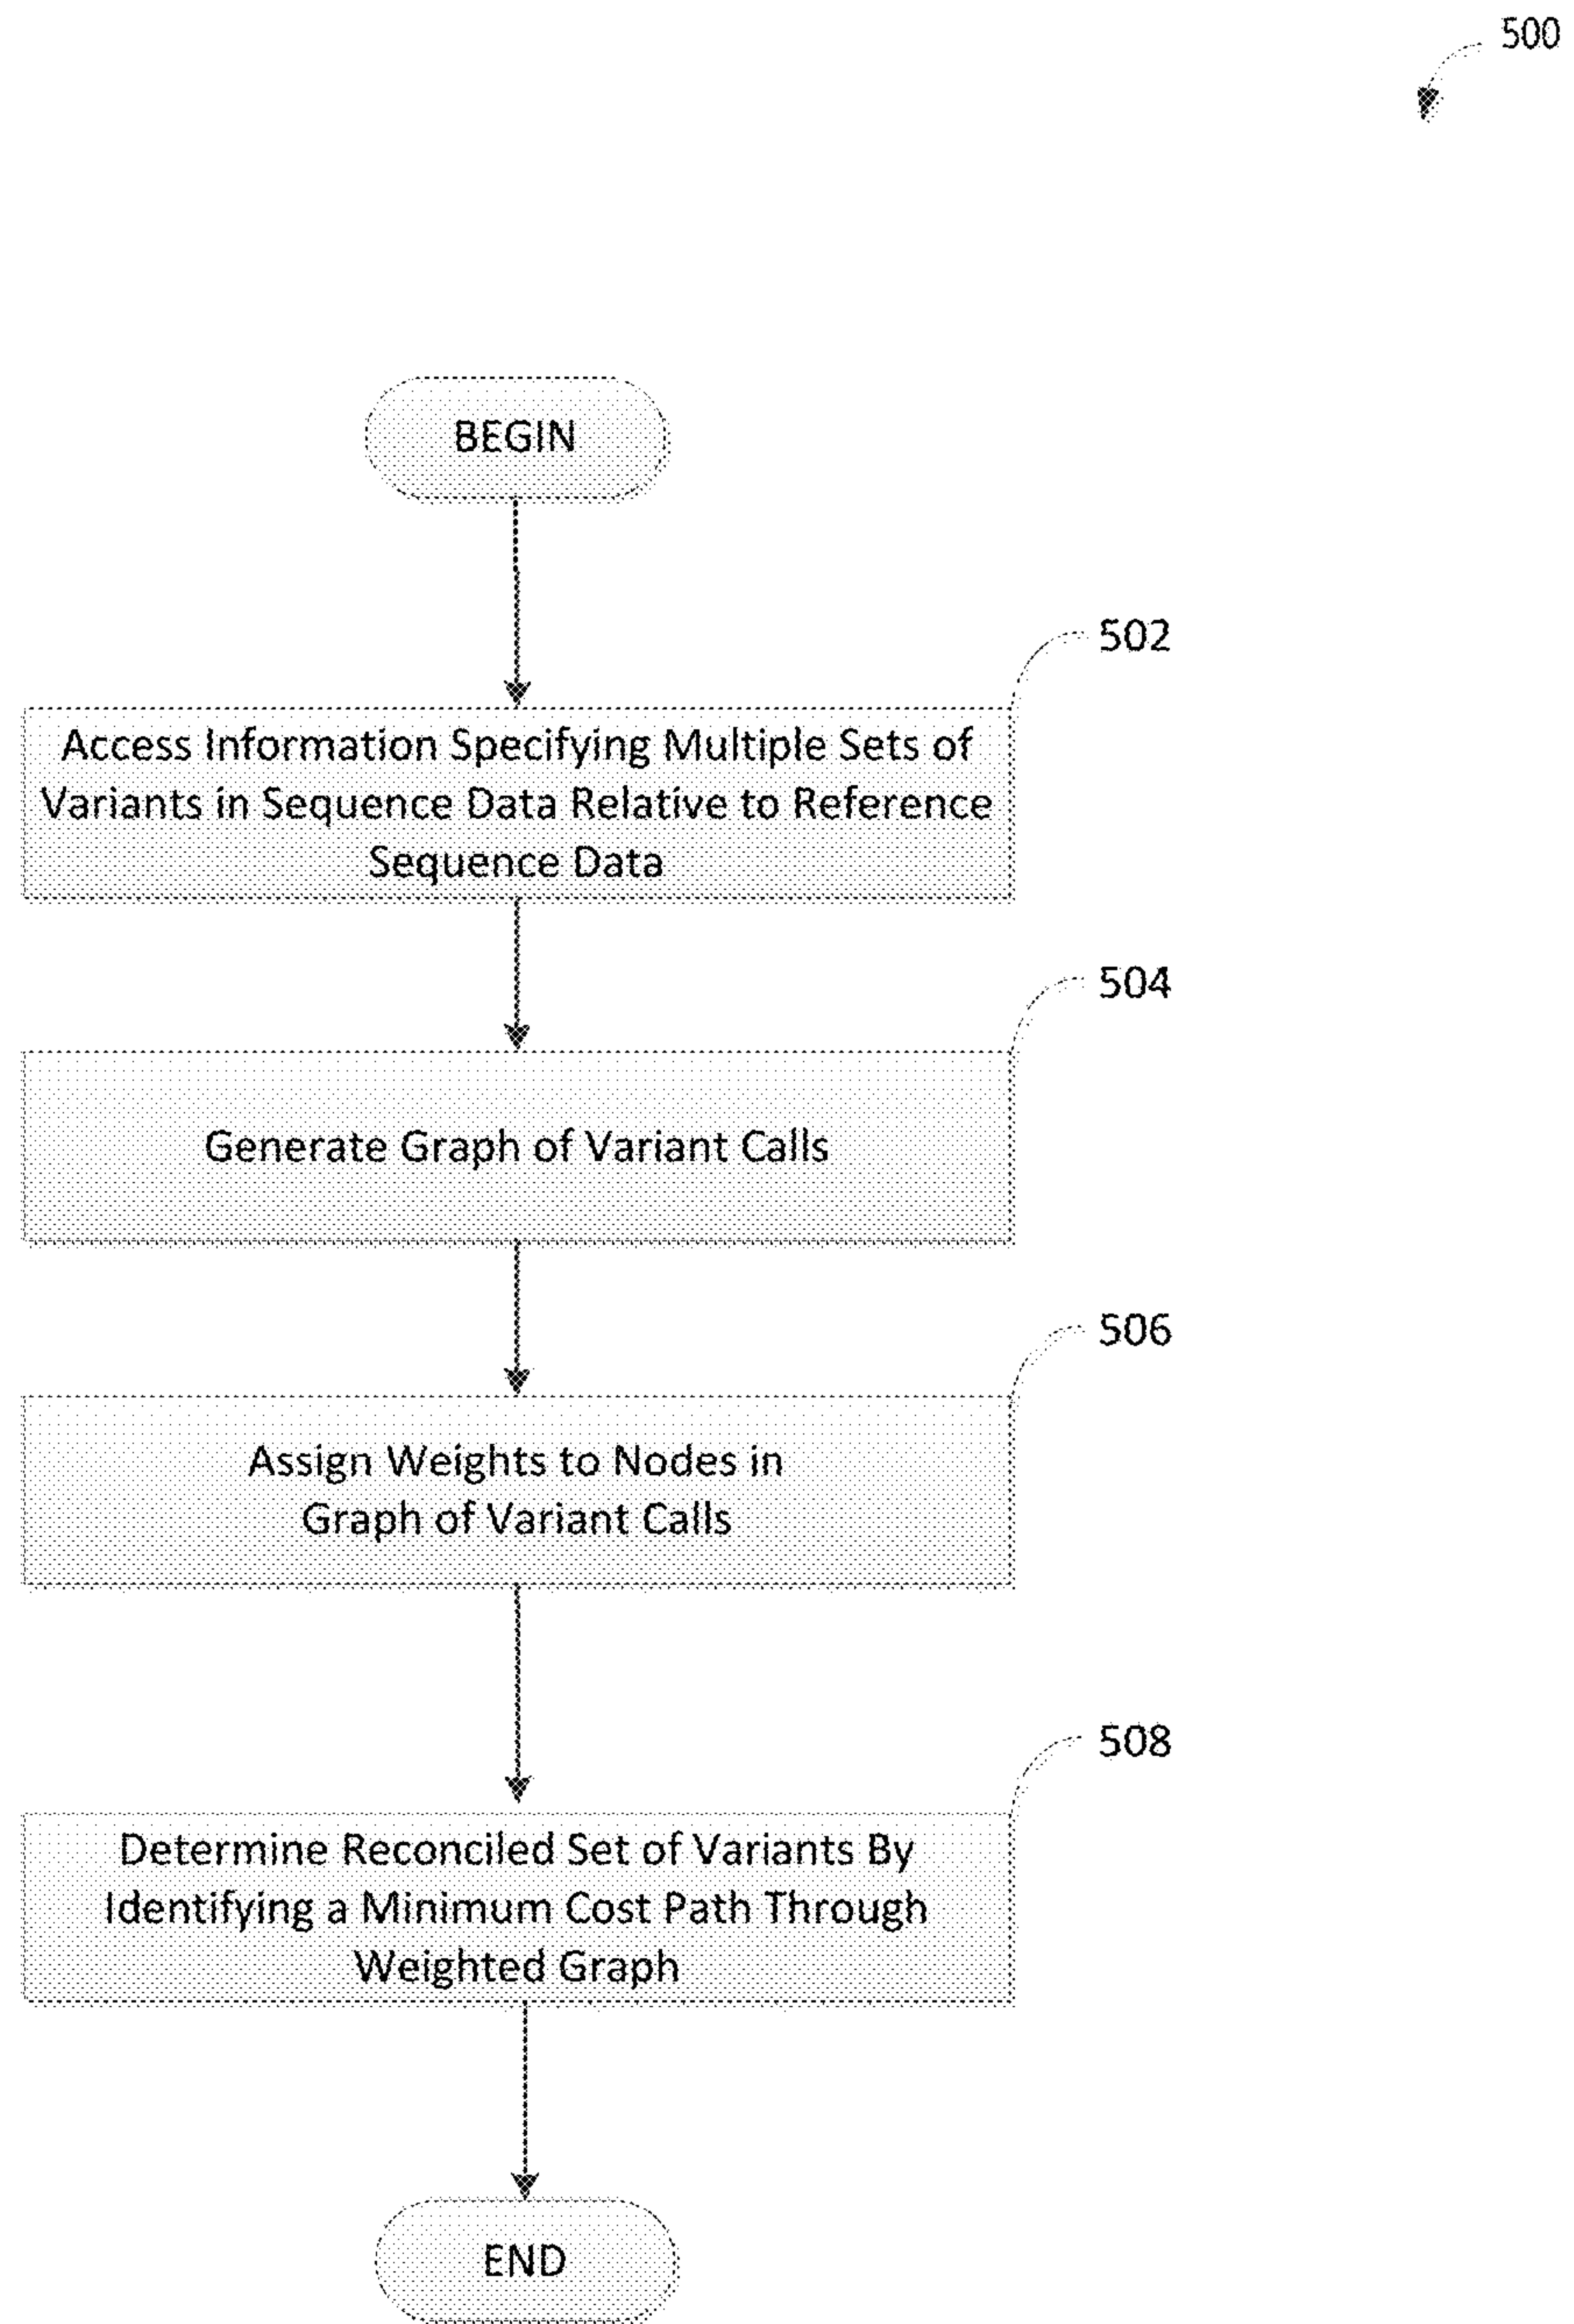 500
BEGIN
502
Access Information Specifying Multiple Sets of
Variants in Sequence Data Relative to Reference
Sequence Data
504
Generate Graph of Variant Calls
506
Assign Weights to Nodes in
Graph of Variant Calls
508
Determine Reconciled Set of Variants By
Identifying a Minimum Cost Path Through
Weighted Graph
END